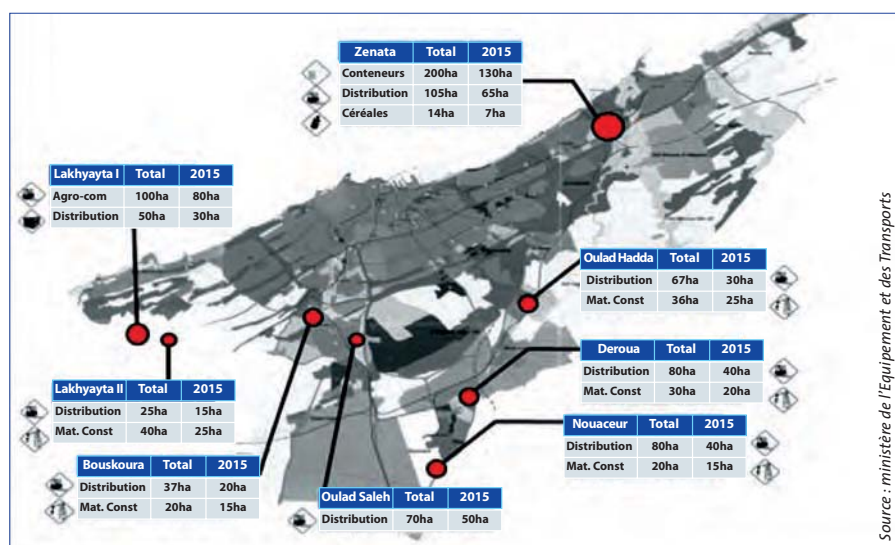 Zenata Total 2015
Conteneurs 200ha 130ha
Distribution 105ha 65ha
Céréales 14ha 7ha
Lakhyayta I Total 2015
Agro-com 100ha 80ha
Distribution 50ha 30ha
Oulad Hadda Total 2015
Distribution 67ha 30ha
Mat. Const 36ha 25ha
Deroua Total 2015
Distribution 80ha 40ha
Mat. Const 30ha 20ha
Lakhyayta II Total 2015
Distribution 25ha 15ha
Mat. Const 40ha 25ha
Nouaceur Total 2015
Distribution 80ha 40ha
Mat. Const 20ha 15ha
Bouskoura Total 2015
Distribution 37ha 20ha
Mat. Const 20ha 15ha
Oulad Saleh Total 2015
Distribution 70ha 50ha
Source : ministère de l'Equipement et des Transports